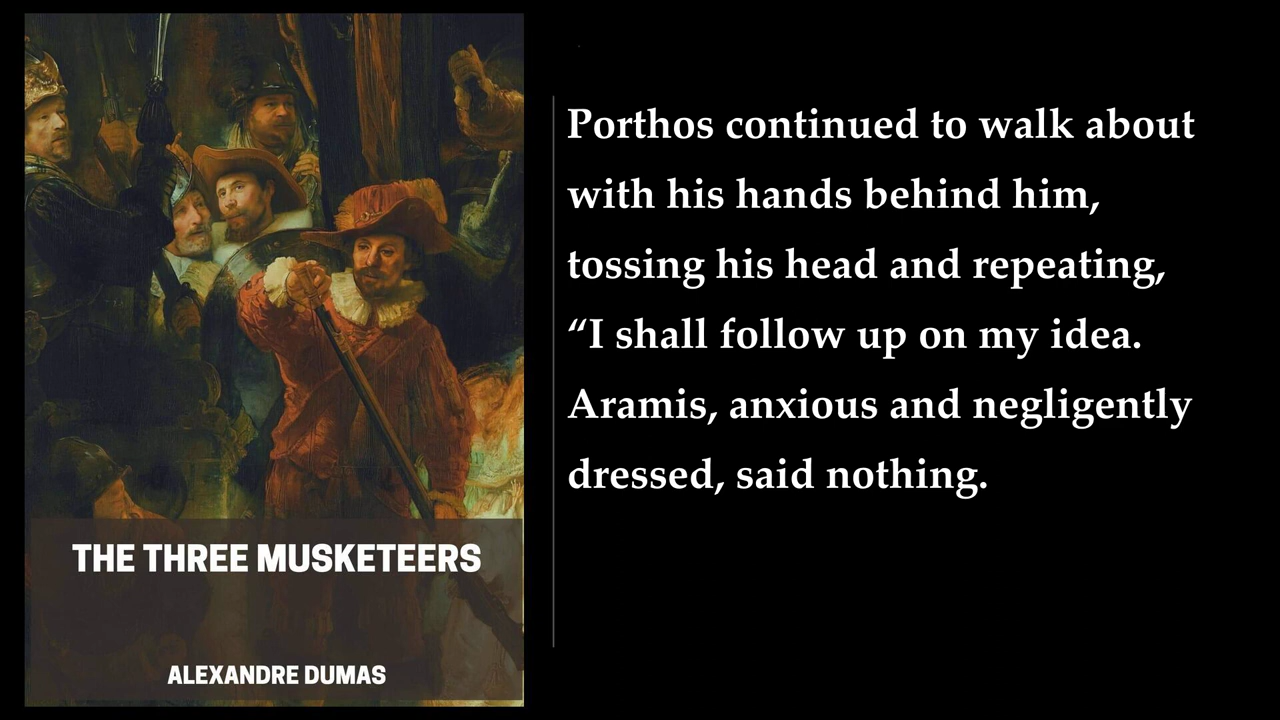 THE THREE MUSKETEERS
ALEXANDRE DUMAS
Porthos continued to walk about
with his hands behind him,
tossing his head and repeating,
“I shall follow up on my idea.
Aramis, anxious and negligently
dressed, said nothing.